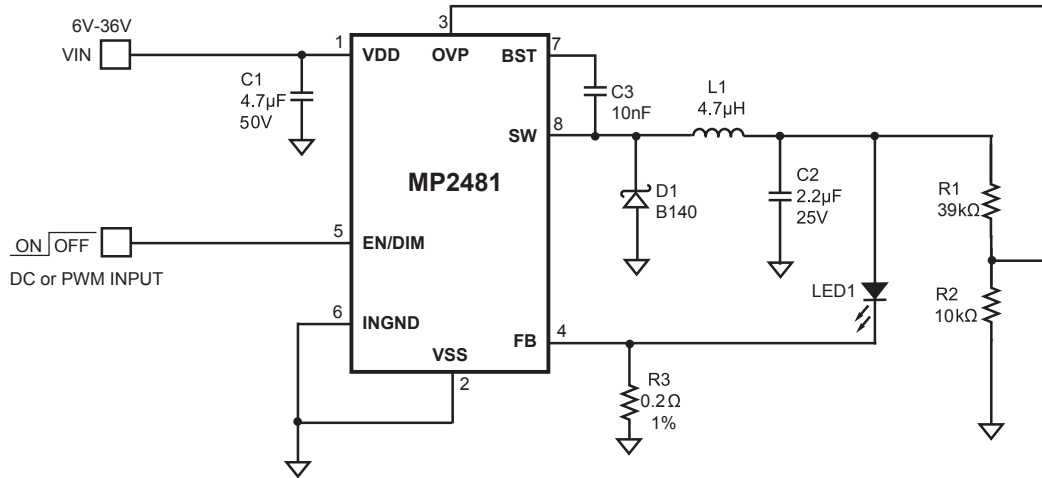 6V-36V
VIN
1
VDD
3
OVP
7
BST
C1
4.7µF
50V
C3
10nF
L1
4.7µH
8
SW
MP2481
D1
B140
C2
2.2µF
25V
R1
39kΩ
ON OFF
5
EN/DIM
DC or PWM INPUT
LED1
R2
10kΩ
6
INGND
4
FB
VSS
2
R3
0.2Ω
1%